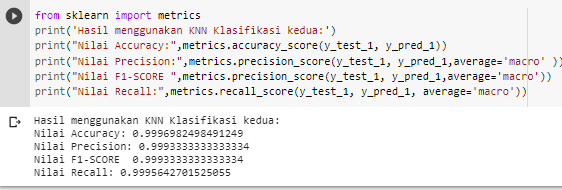 from sklearn import metrics
print('Hasil menggunakan KNN Klasifikasi kedua:')
print("Nilai Accuracy:",metrics.accuracy_score(y_test_1, y_pred_1))
print("Nilai Precision:",metrics.precision_score(y_test_1, y_pred_1,average='macro' ))
print("Nilai F1-SCORE ",metrics.precision_score(y_test_1, y_pred_1,average='macro'))
print("Nilai Recall:",metrics.recall_score(y_test_1, y_pred_1, average='macro'))
Hasil menggunakan KNN Klasifikasi kedua:
Nilai Accuracy: 0.9996982498491249
Nilai Precision: 0.9993333333333334
Nilai F1-SCORE  0.9993333333333334
Nilai Recall: 0.9995642701525055